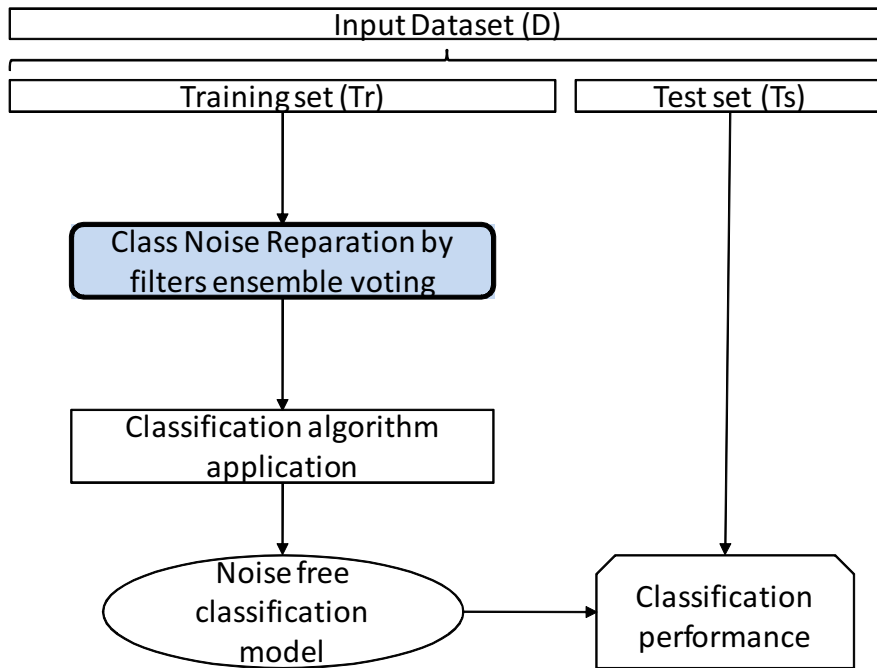 Input Dataset (D)
Training set (Tr)
Test set (Ts)
Class Noise Reparation by
filters ensemble voting
Classification algorithm
application
Noise free
classification
model
Classification
performance